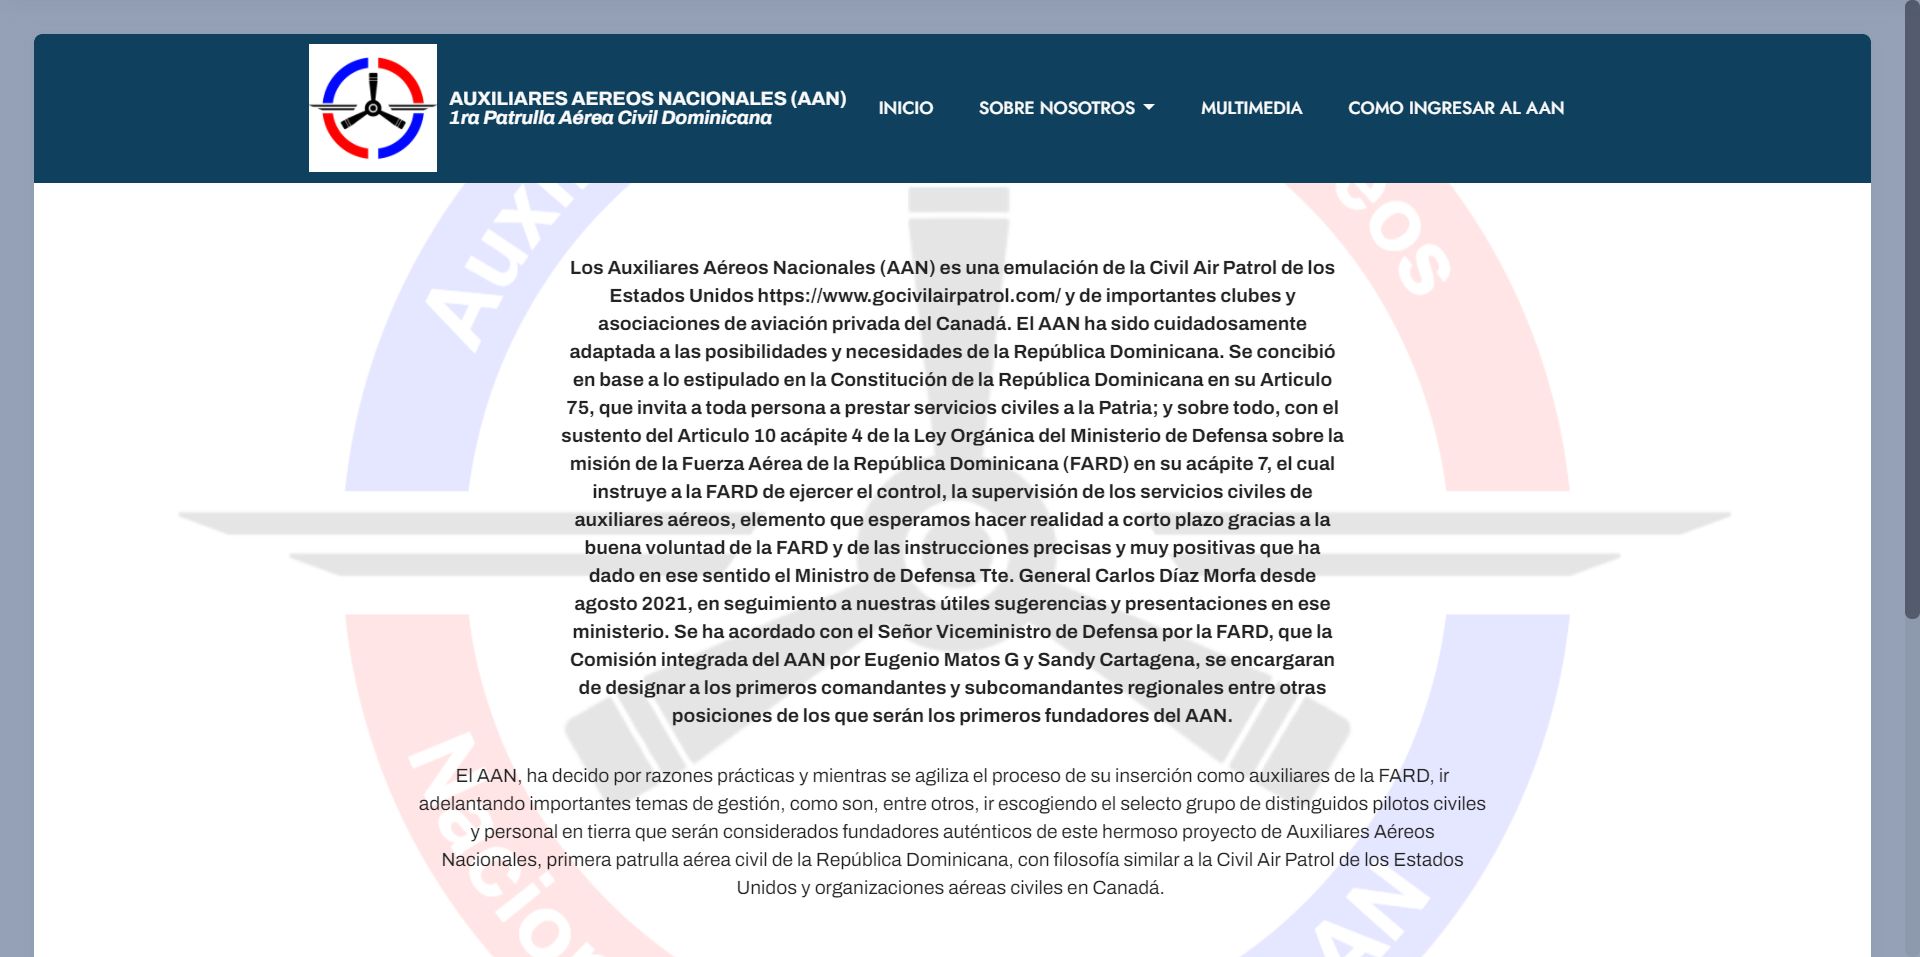 AUXILIARES AEREOS NACIONALES (AAN)
1ra Patrulla Aérea Civil Dominicana
INICIO
SOBRE NOSOTROS
MULTIMEDIA
COMO INGRESAR AL AAN
Los Auxiliares Aéreos Nacionales (AAN) es una emulación de la Civil Air Patrol de los
Estados Unidos https://www.gocivilairpatrol.com/ y de importantes clubes y
asociaciones de aviación privada del Canadá. El AAN ha sido cuidadosamente
adaptada a las posibilidades y necesidades de la República Dominicana. Se concibió
en base a lo estipulado en la Constitución de la República Dominicana en su Articulo
75, que invita a toda persona a prestar servicios civiles a la Patria; y sobre todo, con el
sustento del Articulo 10 acápite 4 de la Ley Orgánica del Ministerio de Defensa sobre la
misión de la Fuerza Aérea de la República Dominicana (FARD) en su acápite 7, el cual
instruye a la FARD de ejercer el control, la supervisión de los servicios civiles de
auxiliares aéreos, elemento que esperamos hacer realidad a corto plazo gracias a la
buena voluntad de la FARD y de las instrucciones precisas y muy positivas que ha
dado en ese sentido el Ministro de Defensa Tte. General Carlos Díaz Morfa desde
agosto 2021, en seguimiento a nuestras útiles sugerencias y presentaciones en ese
ministerio. Se ha acordado con el Señor Viceministro de Defensa por la FARD, que la
Comisión integrada del AAN por Eugenio Matos G y Sandy Cartagena, se encargaran
de designar a los primeros comandantes y subcomandantes regionales entre otras
posiciones de los que serán los primeros fundadores del AAN.
El AAN, ha decido por razones prácticas y mientras se agiliza el proceso de su inserción como auxiliares de la FARD, ir
adelantando importantes temas de gestión, como son, entre otros, ir escogiendo el selecto grupo de distinguidos pilotos civiles
y personal en tierra que serán considerados fundadores auténticos de este hermoso proyecto de Auxiliares Aéreos
Nacionales, primera patrulla aérea civil de la República Dominicana, con filosofía similar a la Civil Air Patrol de los Estados
Unidos y organizaciones aéreas civiles en Canadá.
AAN